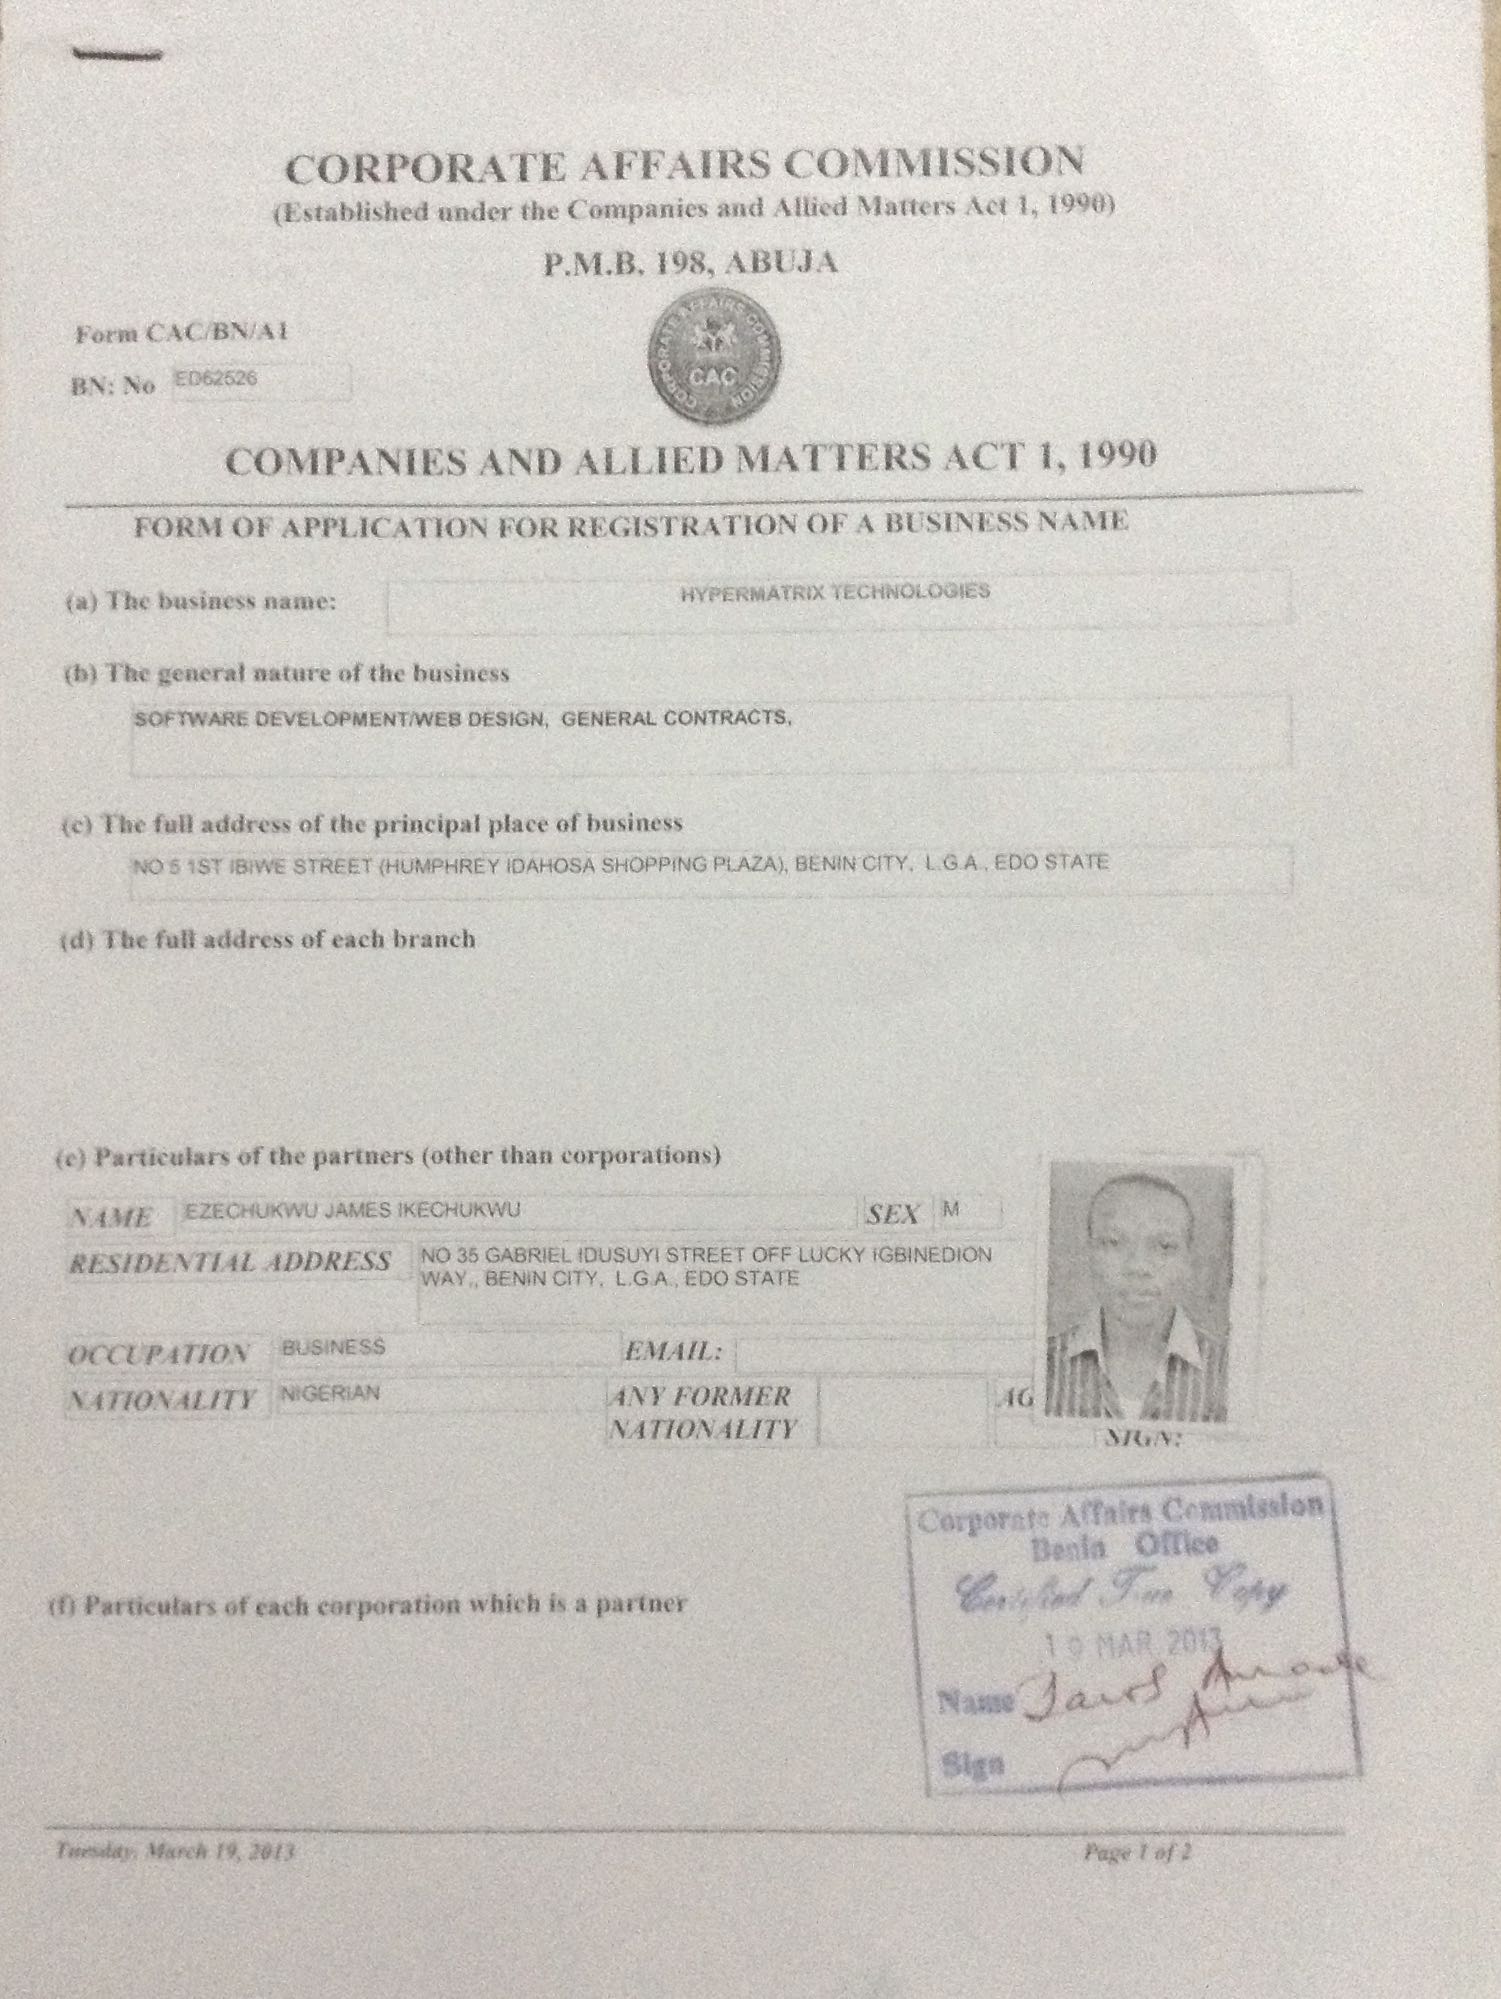 CORPORATE AFFAIRS COMMISSION
(Established under the Companies and Allied Matters Act 1, 1990)
P.M.B. 198, ABUJA
CORPORATE AFFAIRS COMMISSION
CAC
Form CAC/BN/A1
BN: No ED62526
COMPANIES AND ALLIED MATTERS ACT 1, 1990
FORM OF APPLICATION FOR REGISTRATION OF A BUSINESS NAME
(a) The business name: HYPERMATRIX TECHNOLOGIES
(b) The general nature of the business
SOFTWARE DEVELOPMENT/WEB DESIGN, GENERAL CONTRACTS,
(c) The full address of the principal place of business
NO 5 1ST IBIWE STREET (HUMPHREY IDAHOSA SHOPPING PLAZA), BENIN CITY, L.G.A., EDO STATE
(d) The full address of each branch
(e) Particulars of the partners (other than corporations)
NAME EZECHUKWU JAMES IKECHUKWU SEX M
RESIDENTIAL ADDRESS NO 35 GABRIEL IDUSUYI STREET OFF LUCKY IGBINEDION
WAY,, BENIN CITY, L.G.A., EDO STATE
OCCUPATION BUSINESS EMAIL:
NATIONALITY NIGERIAN ANY FORMER AG
NATIONALITY SIGN:
Corporate Affairs Commission
Benin Office
Certified True Copy
19 MAR 2013
Name
Sign
(f) Particulars of each corporation which is a partner
Tuesday, March 19, 2013 Page 1 of 2